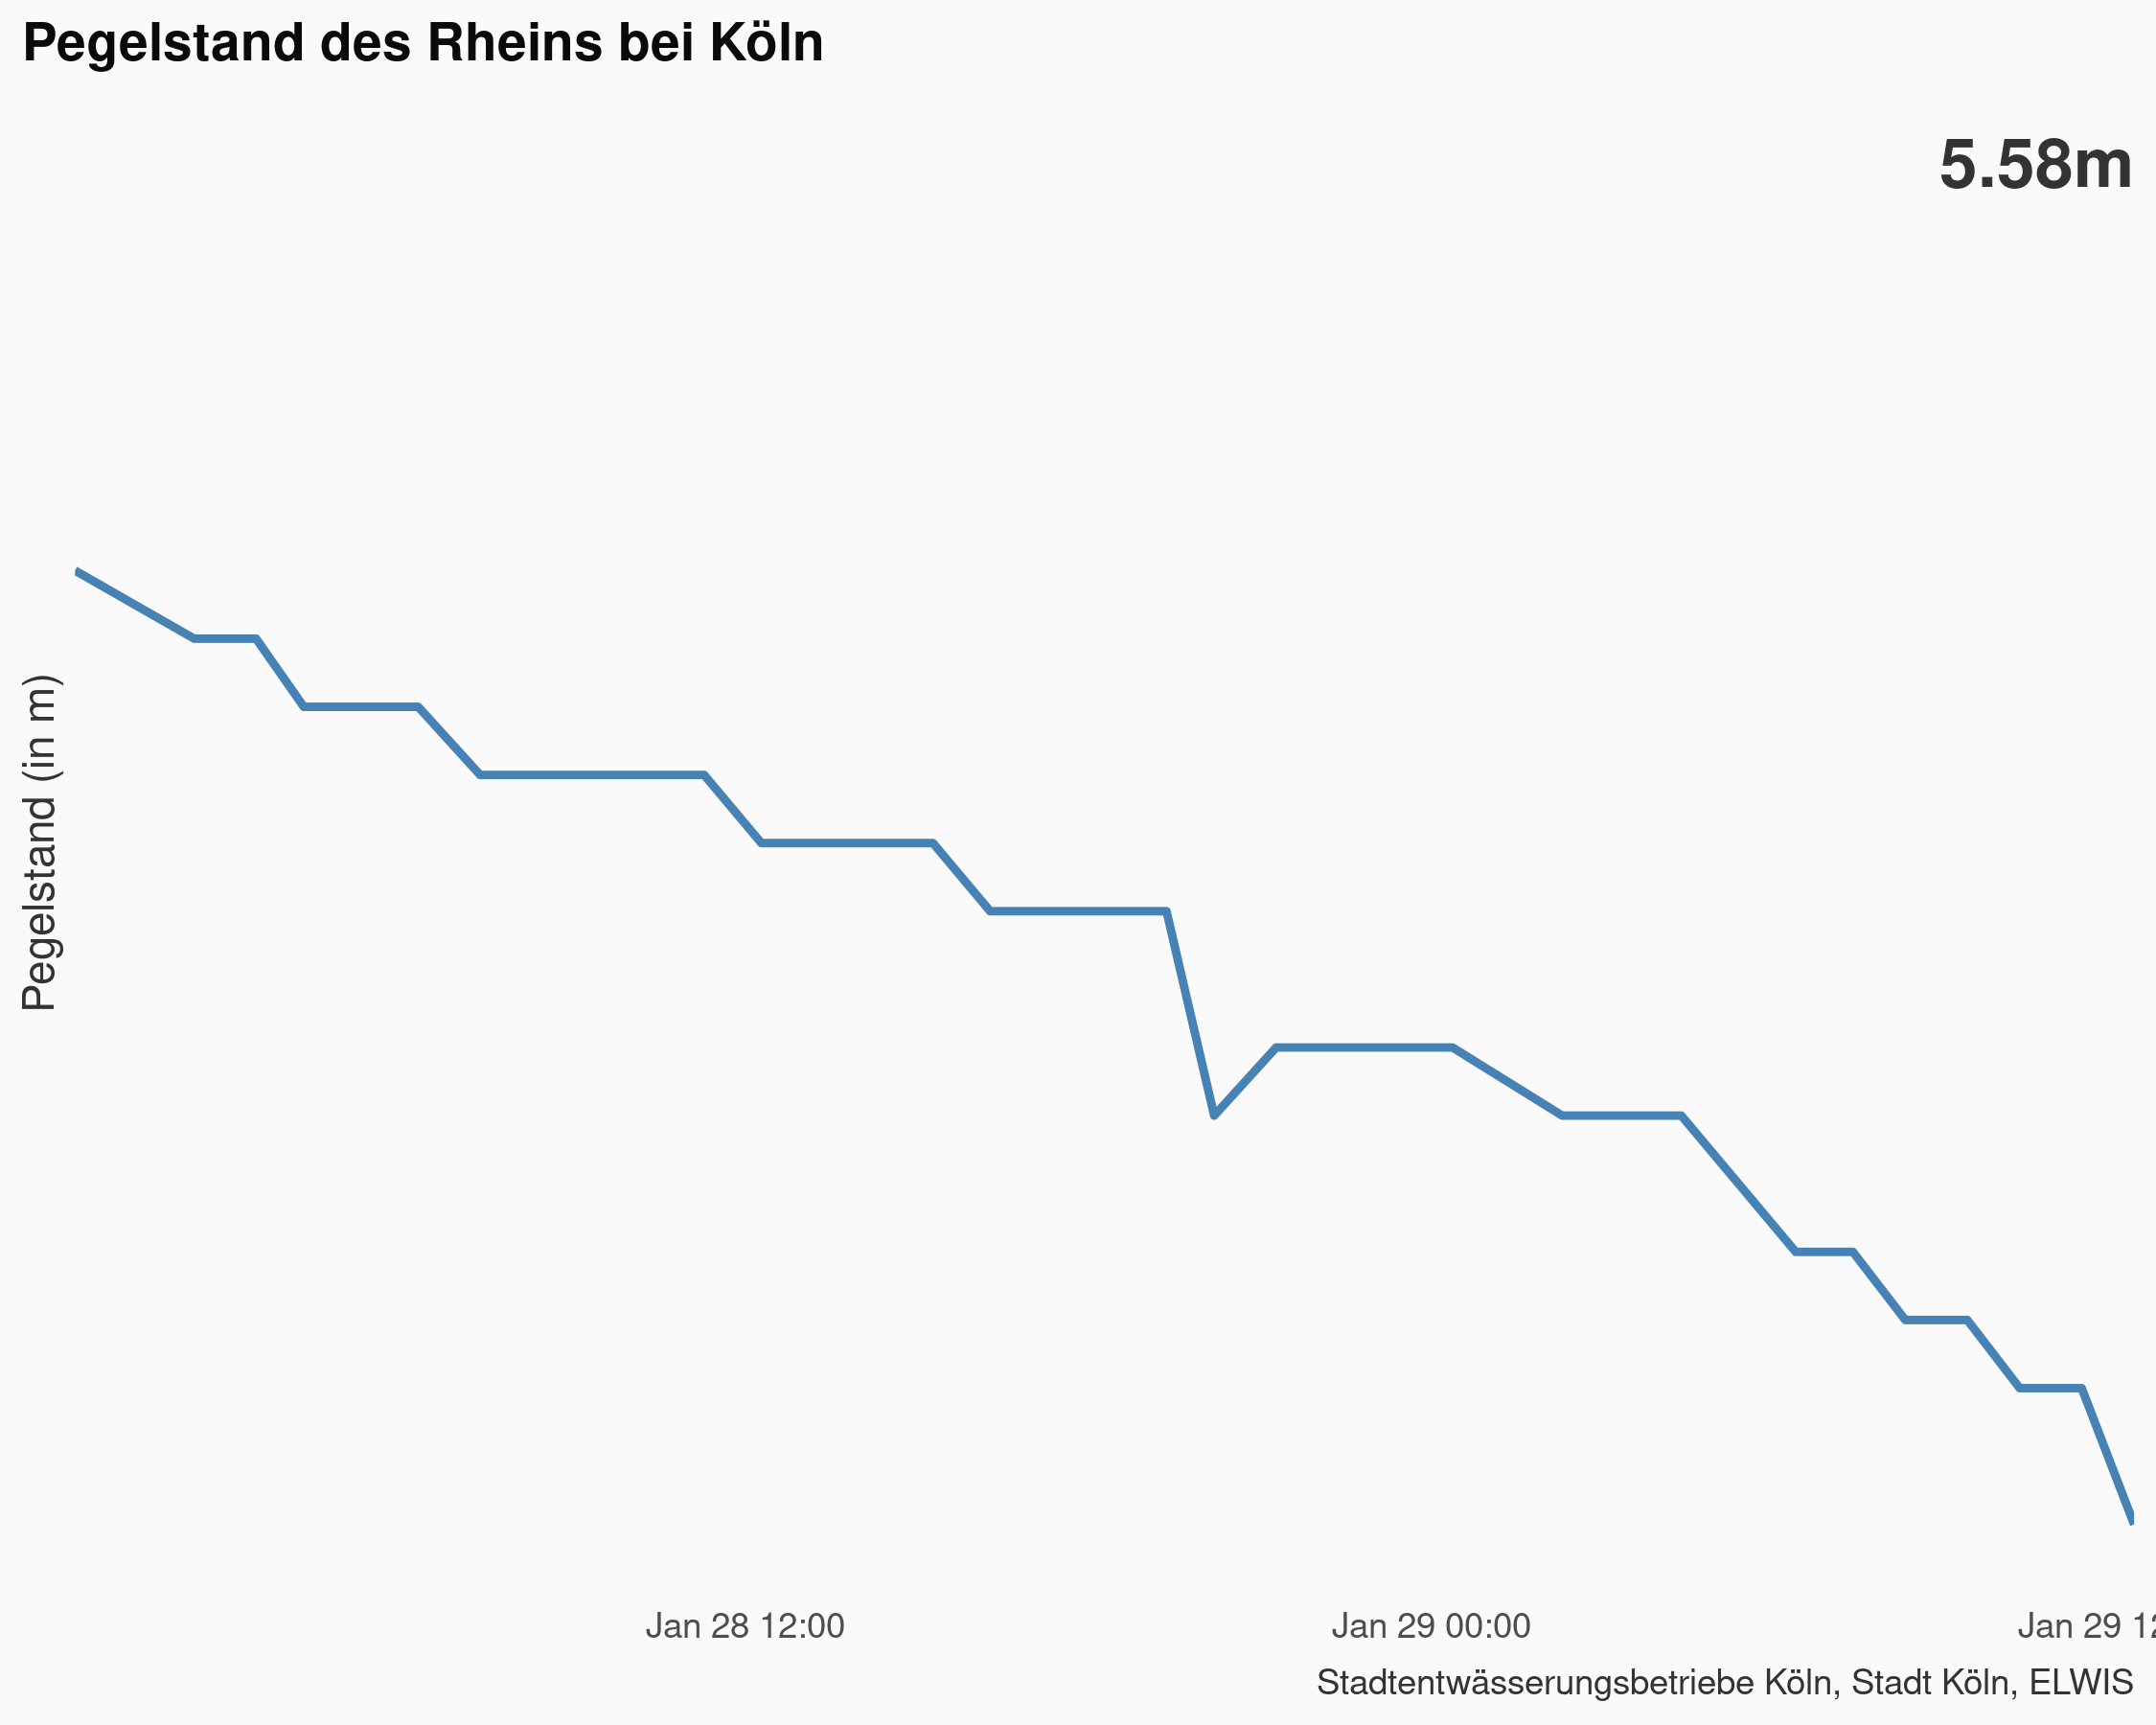 Pegelstand des Rheins bei Köln
5.58m
Pegelstand (in m)
Jan 28 12:00
Jan 29 00:00
Jan 29 12
Stadtentwässerungsbetriebe Köln, Stadt Köln, ELWIS